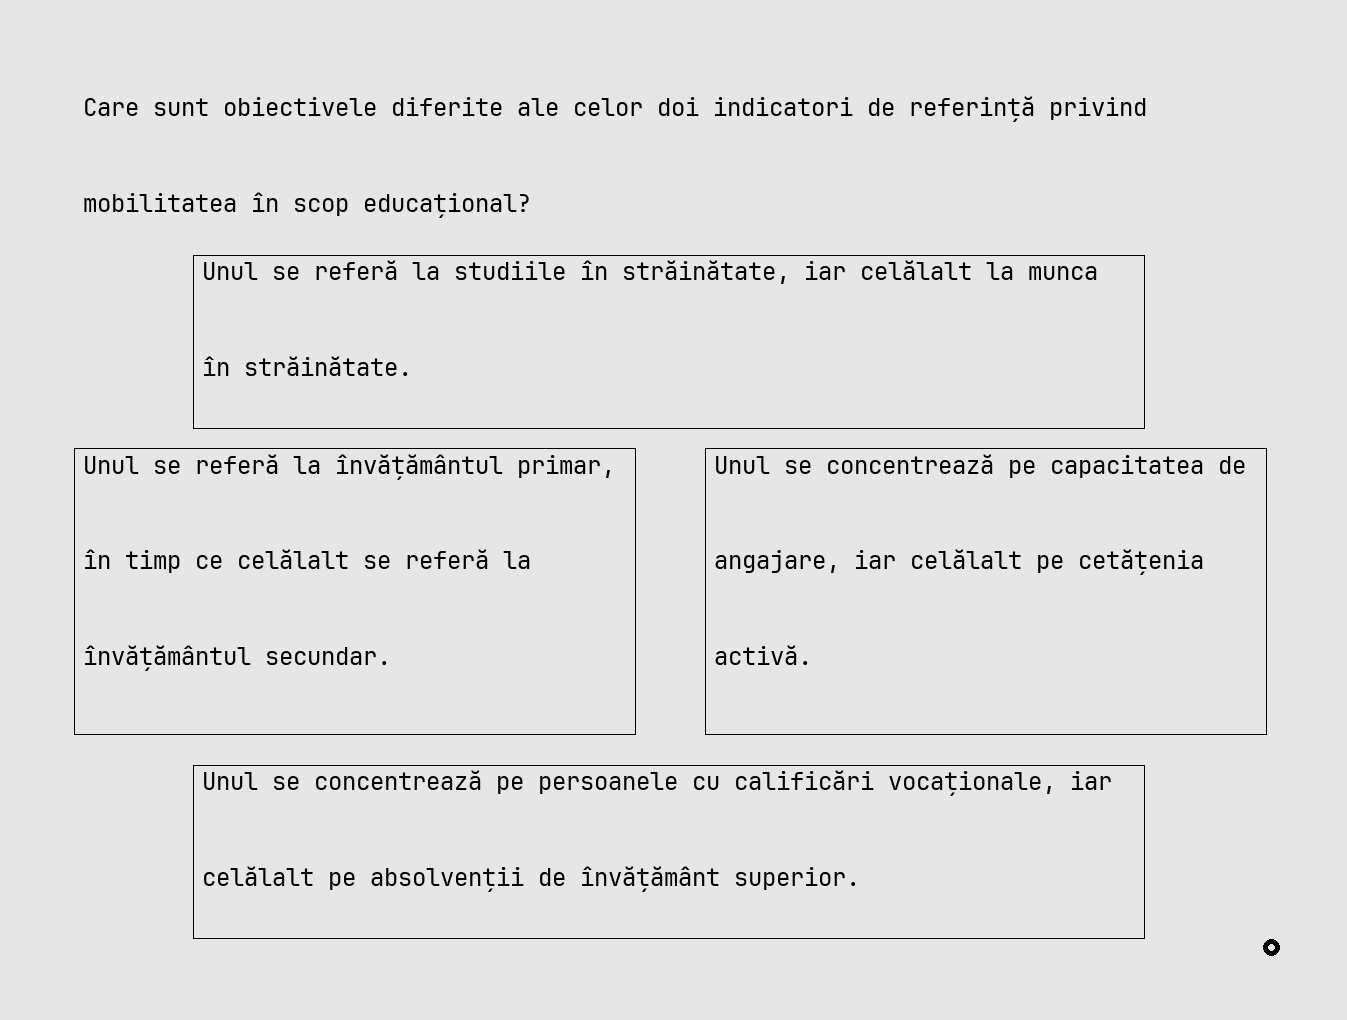 Care sunt obiectivele diferite ale celor doi indicatori de referință privind
mobilitatea în scop educațional?
Unul se referă la studiile în străinătate, iar celălalt la munca
în străinătate.
Unul se referă la învățământul primar,
în timp ce celălalt se referă la
învățământul secundar.
Unul se concentrează pe capacitatea de
angajare, iar celălalt pe cetățenia
activă.
Unul se concentrează pe persoanele cu calificări vocaționale, iar
celălalt pe absolvenții de învățământ superior.